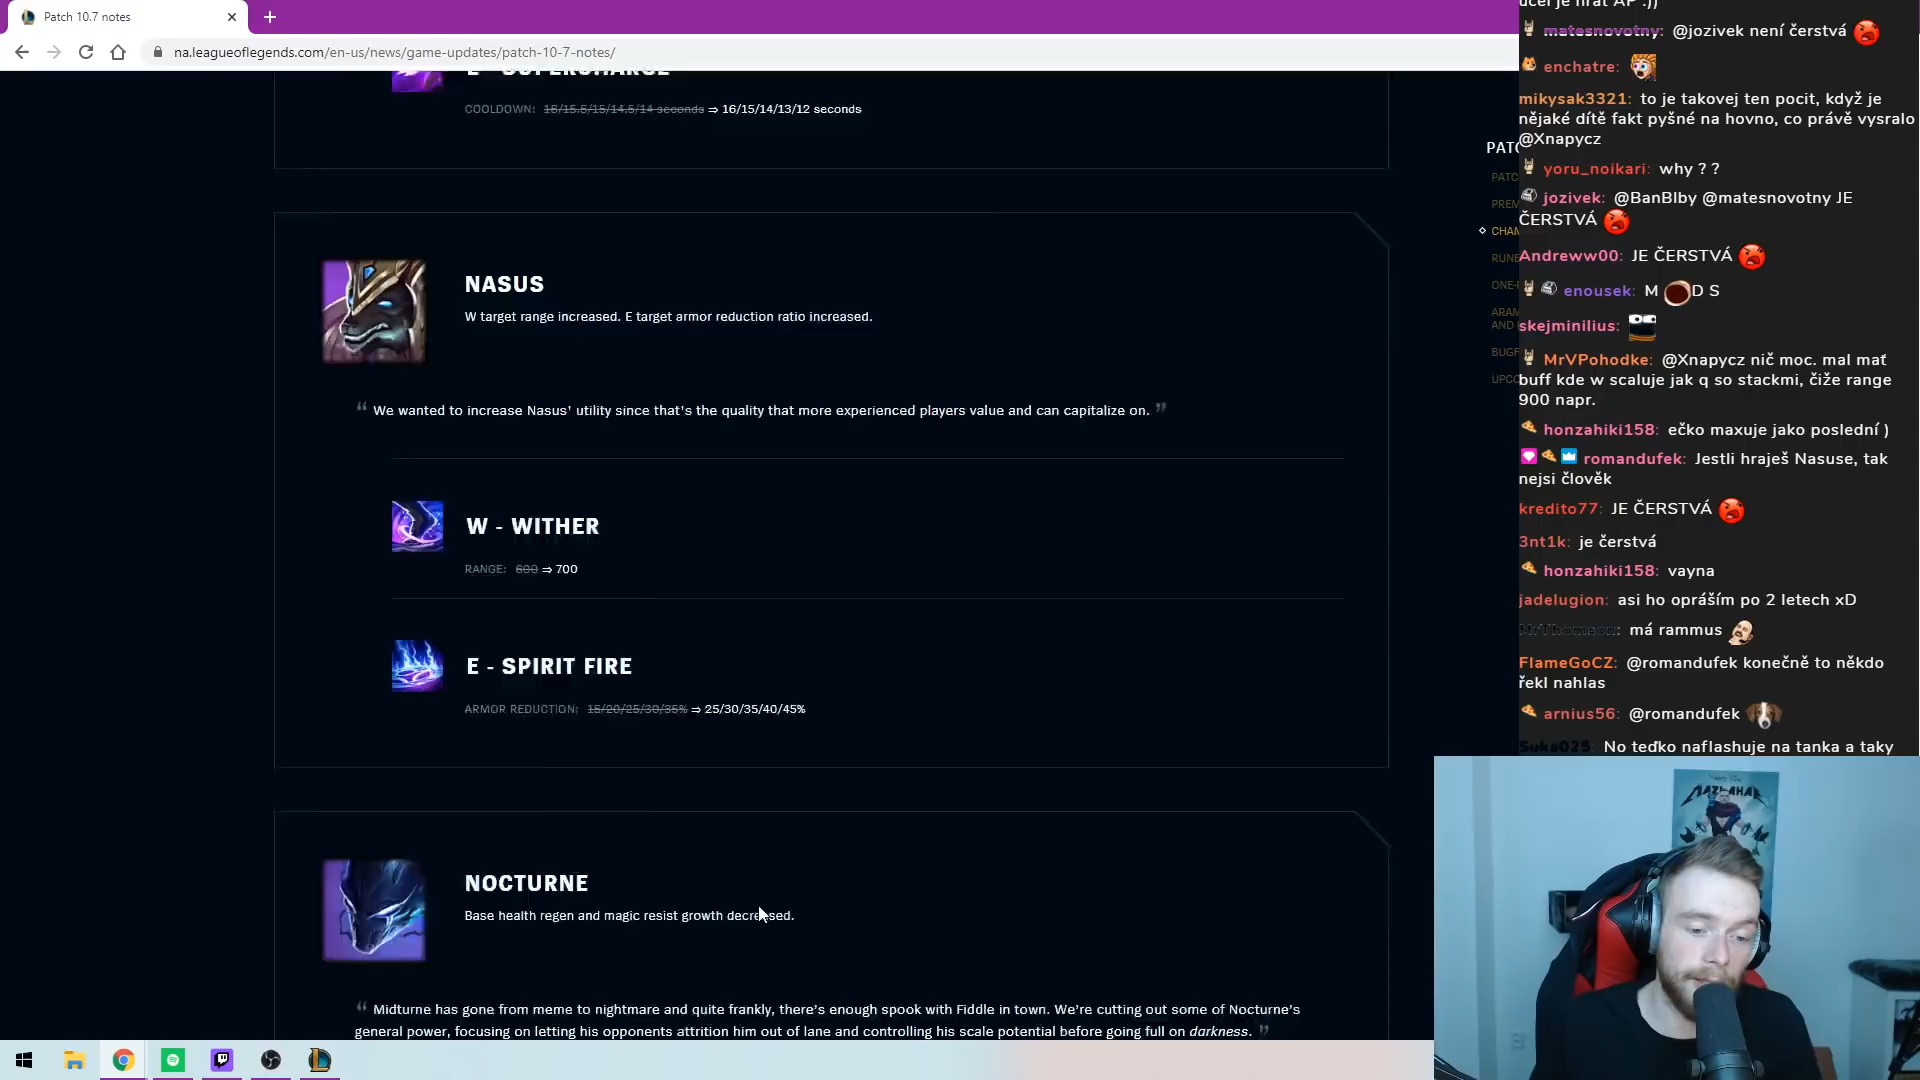 Patch 10.7 notes
na.leagueoflegends.com/en-us/news/game-updates/patch-10-7-notes/
E - SUPERCHARGE
COOLDOWN: 16/15.5/15/14.5/14 seconds ⇒ 16/15/14/13/12 seconds
NASUS
W target range increased. E target armor reduction ratio increased.
“ We wanted to increase Nasus' utility since that's the quality that more experienced players value and can capitalize on. ”
W - WITHER
RANGE: 600 ⇒ 700
E - SPIRIT FIRE
ARMOR REDUCTION: 15/20/25/30/35% ⇒ 25/30/35/40/45%
NOCTURNE
Base health regen and magic resist growth decreased.
“ Midturne has gone from meme to nightmare and quite frankly, there's enough spook with Fiddle in town. We're cutting out some of Nocturne's
general power, focusing on letting his opponents attrition him out of lane and controlling his scale potential before going full on darkness. ”
účel je hrát AP :))
matesnovotny: @jozivek není čerstvá
enchatre:
mikysak3321: to je takovej ten pocit, když je
nějaké dítě fakt pyšné na hovno, co právě vysralo
@Xnapycz
yoru_noikari: why ? ?
jozivek: @BanBlby @matesnovotny JE
ČERSTVÁ
Andreww00: JE ČERSTVÁ
enousek: M D S
skejminilius:
MrVPohodke: @Xnapycz nič moc. mal mať
buff kde w scaluje jak q so stackmi, čiže range
900 napr.
honzahiki158: ečko maxuje jako poslední )
romandufek: Jestli hraješ Nasuse, tak
nejsi člověk
kredito77: JE ČERSTVÁ
3nt1k: je čerstvá
honzahiki158: vayna
jadelugion: asi ho opráším po 2 letech xD
MrThomson: má rammus
FlameGoCZ: @romandufek konečně to někdo
řekl nahlas
arnius56: @romandufek
Suka025 No teďko naflashuje na tanka a taky